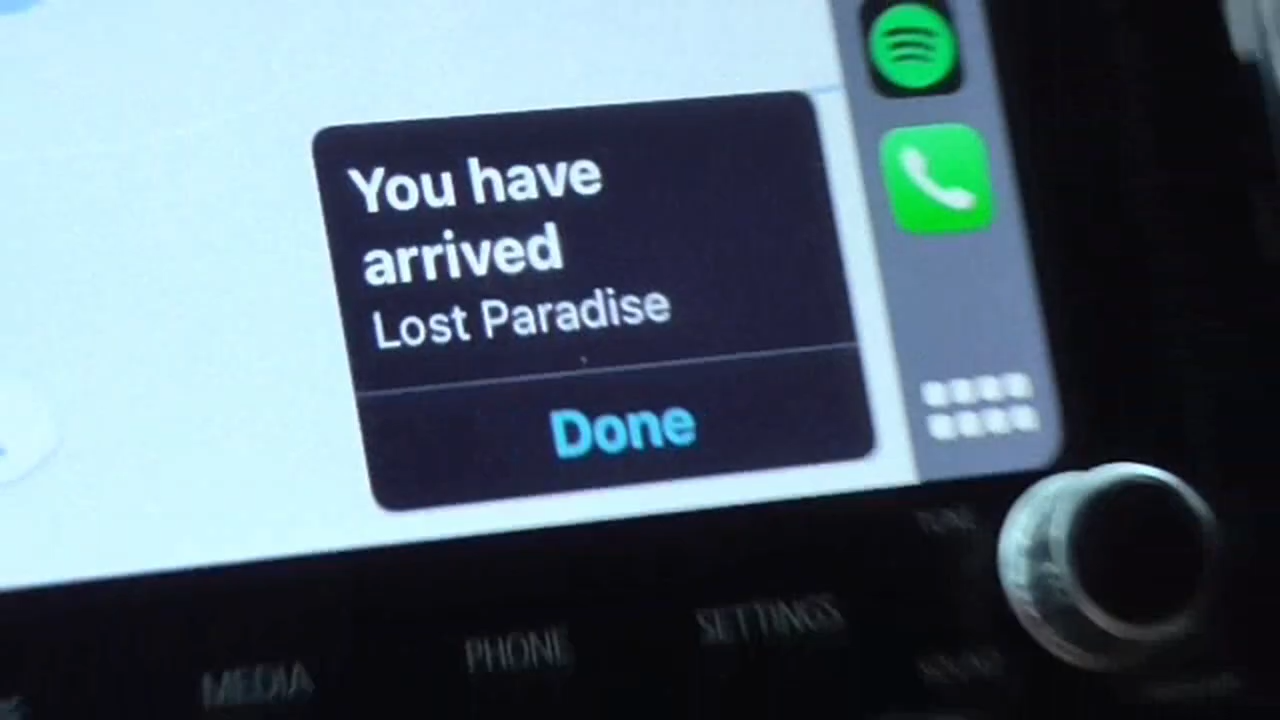 You have
arrived
Lost Paradise
Done
SETTINGS
PHONE
MEDIA